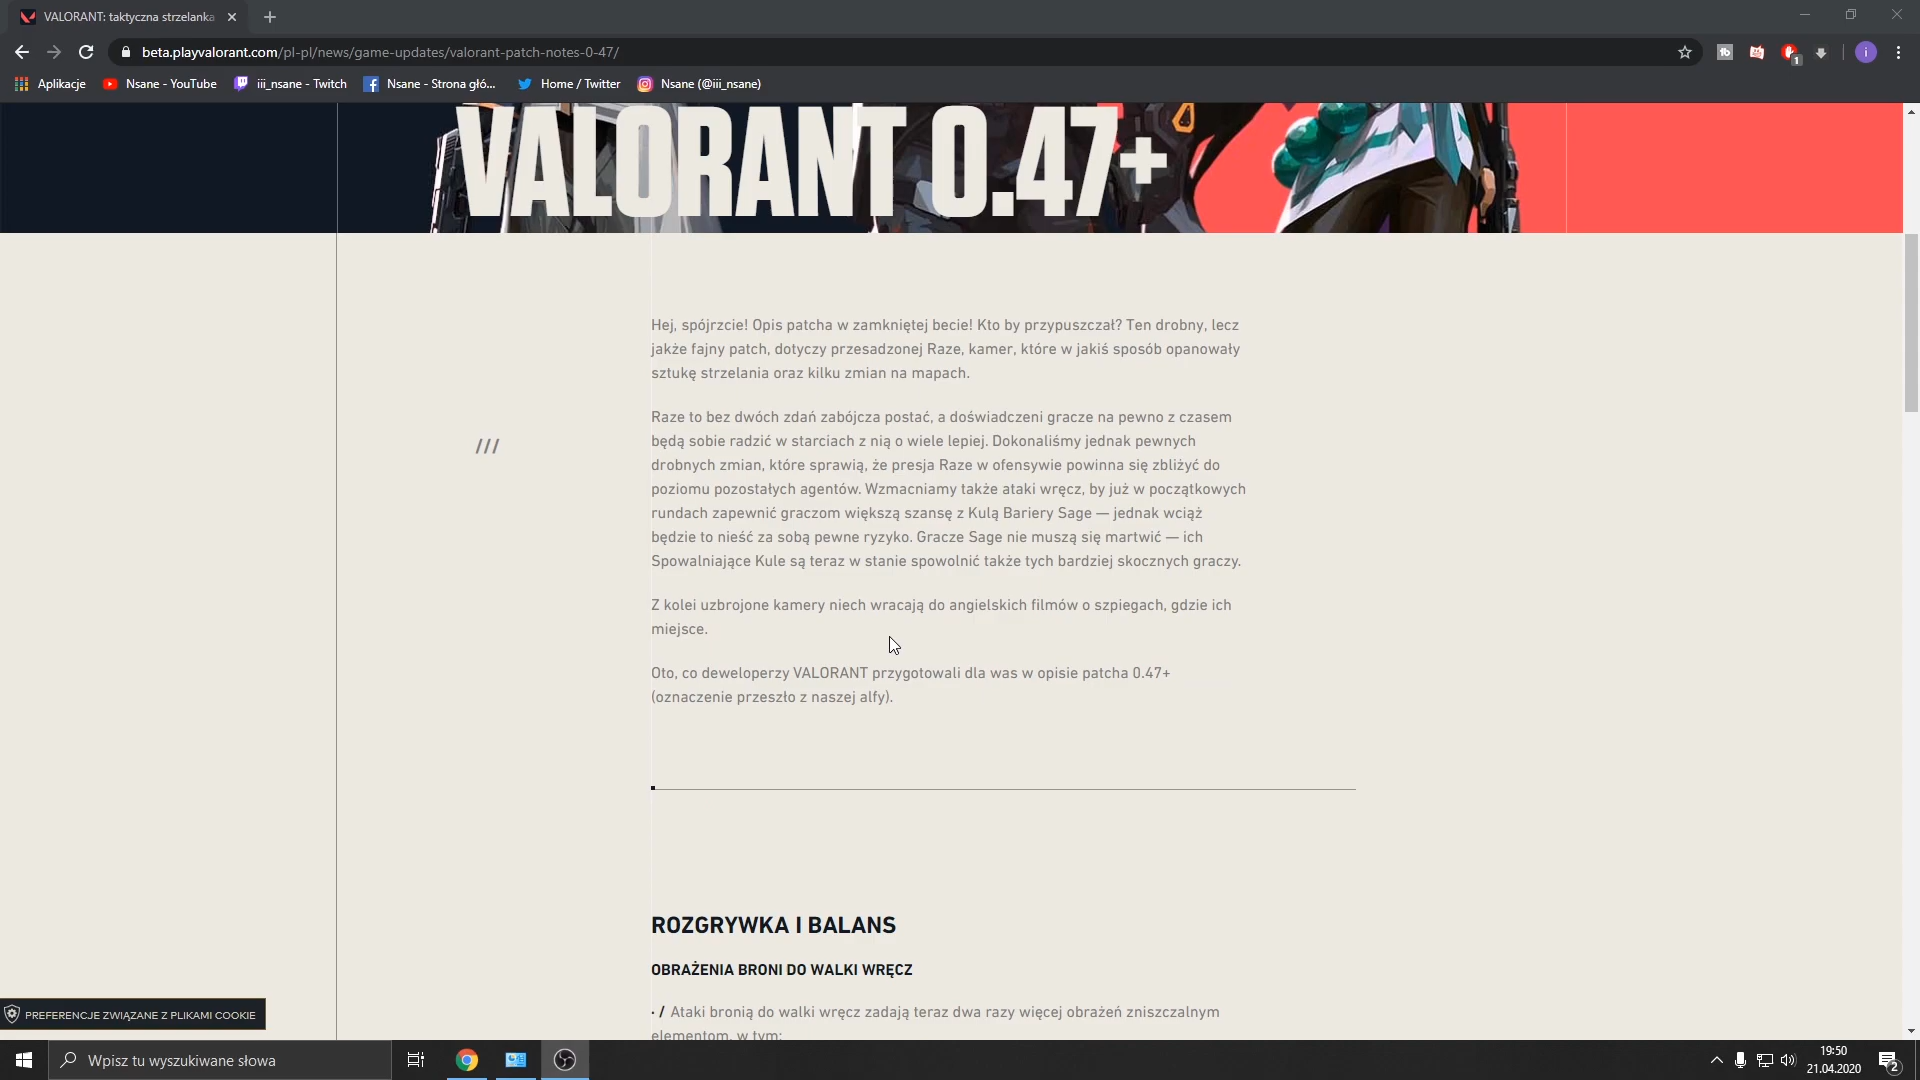 VALORANT: taktyczna strzelanka
beta.playvalorant.com/pl-pl/news/game-updates/valorant-patch-notes-0-47/
1
i
Aplikacje
Nsane - YouTube
iii_nsane - Twitch
Nsane - Strona głó...
Home / Twitter
Nsane (@iii_nsane)
VALORANT 0.47+
Hej, spójrzcie! Opis patcha w zamkniętej becie! Kto by przypuszczał? Ten drobny, lecz
jakże fajny patch, dotyczy przesadzonej Raze, kamer, które w jakiś sposób opanowały
sztukę strzelania oraz kilku zmian na mapach.
Raze to bez dwóch zdań zabójcza postać, a doświadczeni gracze na pewno z czasem
będą sobie radzić w starciach z nią o wiele lepiej. Dokonaliśmy jednak pewnych
drobnych zmian, które sprawią, że presja Raze w ofensywie powinna się zbliżyć do
poziomu pozostałych agentów. Wzmacniamy także ataki wręcz, by już w początkowych
rundach zapewnić graczom większą szansę z Kulą Bariery Sage — jednak wciąż
będzie to nieść za sobą pewne ryzyko. Gracze Sage nie muszą się martwić — ich
Spowalniające Kule są teraz w stanie spowolnić także tych bardziej skocznych graczy.
///
Z kolei uzbrojone kamery niech wracają do angielskich filmów o szpiegach, gdzie ich
miejsce.
Oto, co deweloperzy VALORANT przygotowali dla was w opisie patcha 0.47+
(oznaczenie przeszło z naszej alfy).
ROZGRYWKA I BALANS
OBRAŻENIA BRONI DO WALKI WRĘCZ
· / Ataki bronią do walki wręcz zadają teraz dwa razy więcej obrażeń zniszczalnym
elementom, w tym:
PREFERENCJE ZWIĄZANE Z PLIKAMI COOKIE
Wpisz tu wyszukiwane słowa
19:50
21.04.2020
2